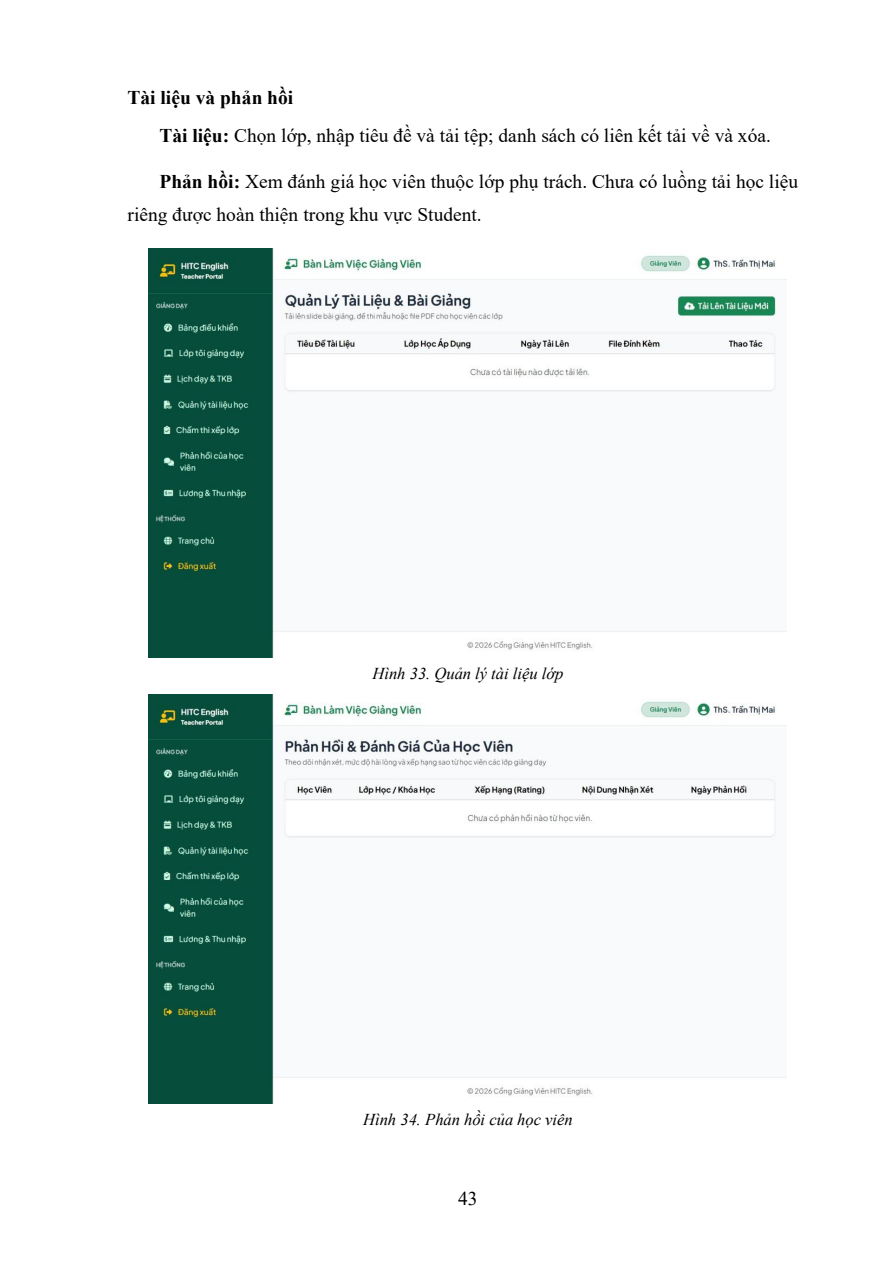 Tài liệu và phản hồi
Tài liệu: Chọn lớp, nhập tiêu đề và tải tệp; danh sách có liên kết tải về và xóa.
Phản hồi: Xem đánh giá học viên thuộc lớp phụ trách. Chưa có luồng tải học liệu
riêng được hoàn thiện trong khu vực Student.
HITC English
Teacher Portal
GIẢNG DẠY
Bảng điều khiển
Lớp tôi giảng dạy
Lịch dạy & TKB
Quản lý tài liệu học
Chấm thi xếp lớp
Phản hồi của học
viên
Lương & Thu nhập
HỆ THỐNG
Trang chủ
Đăng xuất
Bàn Làm Việc Giảng Viên
Giảng Viên
ThS. Trần Thị Mai
Quản Lý Tài Liệu & Bài Giảng
Tải lên slide bài giảng, đề thi mẫu hoặc file PDF cho học viên các lớp
Tải Lên Tài Liệu Mới
Tiêu Đề Tài Liệu Lớp Học Áp Dụng Ngày Tải Lên File Đính Kèm Thao Tác
Chưa có tài liệu nào được tải lên.
© 2026 Cổng Giảng Viên HITC English.
Hình 33. Quản lý tài liệu lớp
HITC English
Teacher Portal
GIẢNG DẠY
Bảng điều khiển
Lớp tôi giảng dạy
Lịch dạy & TKB
Quản lý tài liệu học
Chấm thi xếp lớp
Phản hồi của học
viên
Lương & Thu nhập
HỆ THỐNG
Trang chủ
Đăng xuất
Bàn Làm Việc Giảng Viên
Giảng Viên
ThS. Trần Thị Mai
Phản Hồi & Đánh Giá Của Học Viên
Theo dõi nhận xét, mức độ hài lòng và xếp hạng sao từ học viên các lớp giảng dạy
Học Viên Lớp Học / Khóa Học Xếp Hạng (Rating) Nội Dung Nhận Xét Ngày Phản Hồi
Chưa có phản hồi nào từ học viên.
© 2026 Cổng Giảng Viên HITC English.
Hình 34. Phản hồi của học viên
43